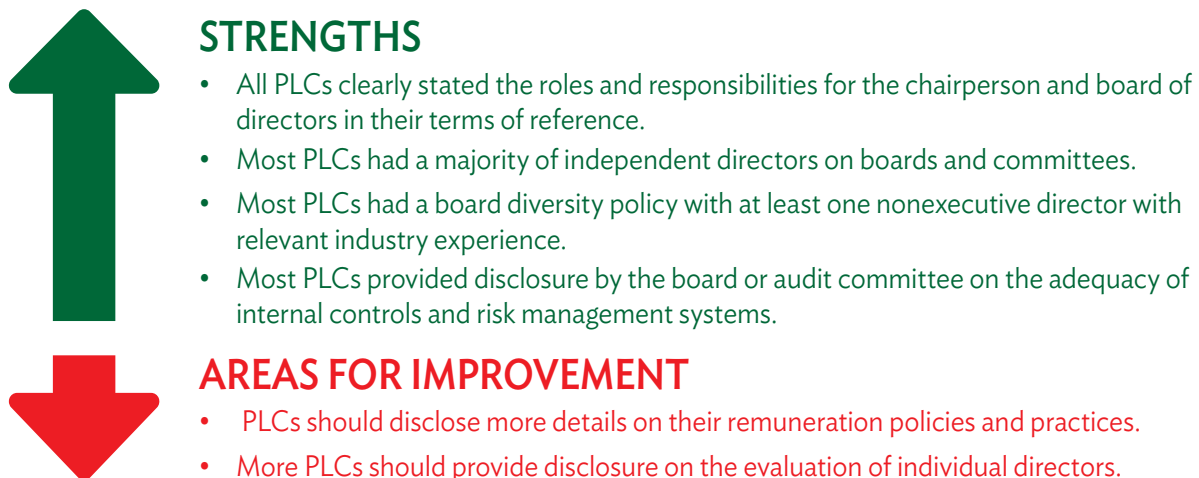 STRENGTHS
• All PLCs clearly stated the roles and responsibilities for the chairperson and board of
directors in their terms of reference.
• Most PLCs had a majority of independent directors on boards and committees.
• Most PLCs had a board diversity policy with at least one nonexecutive director with
relevant industry experience.
• Most PLCs provided disclosure by the board or audit committee on the adequacy of
internal controls and risk management systems.
AREAS FOR IMPROVEMENT
• PLCs should disclose more details on their remuneration policies and practices.
• More PLCs should provide disclosure on the evaluation of individual directors.